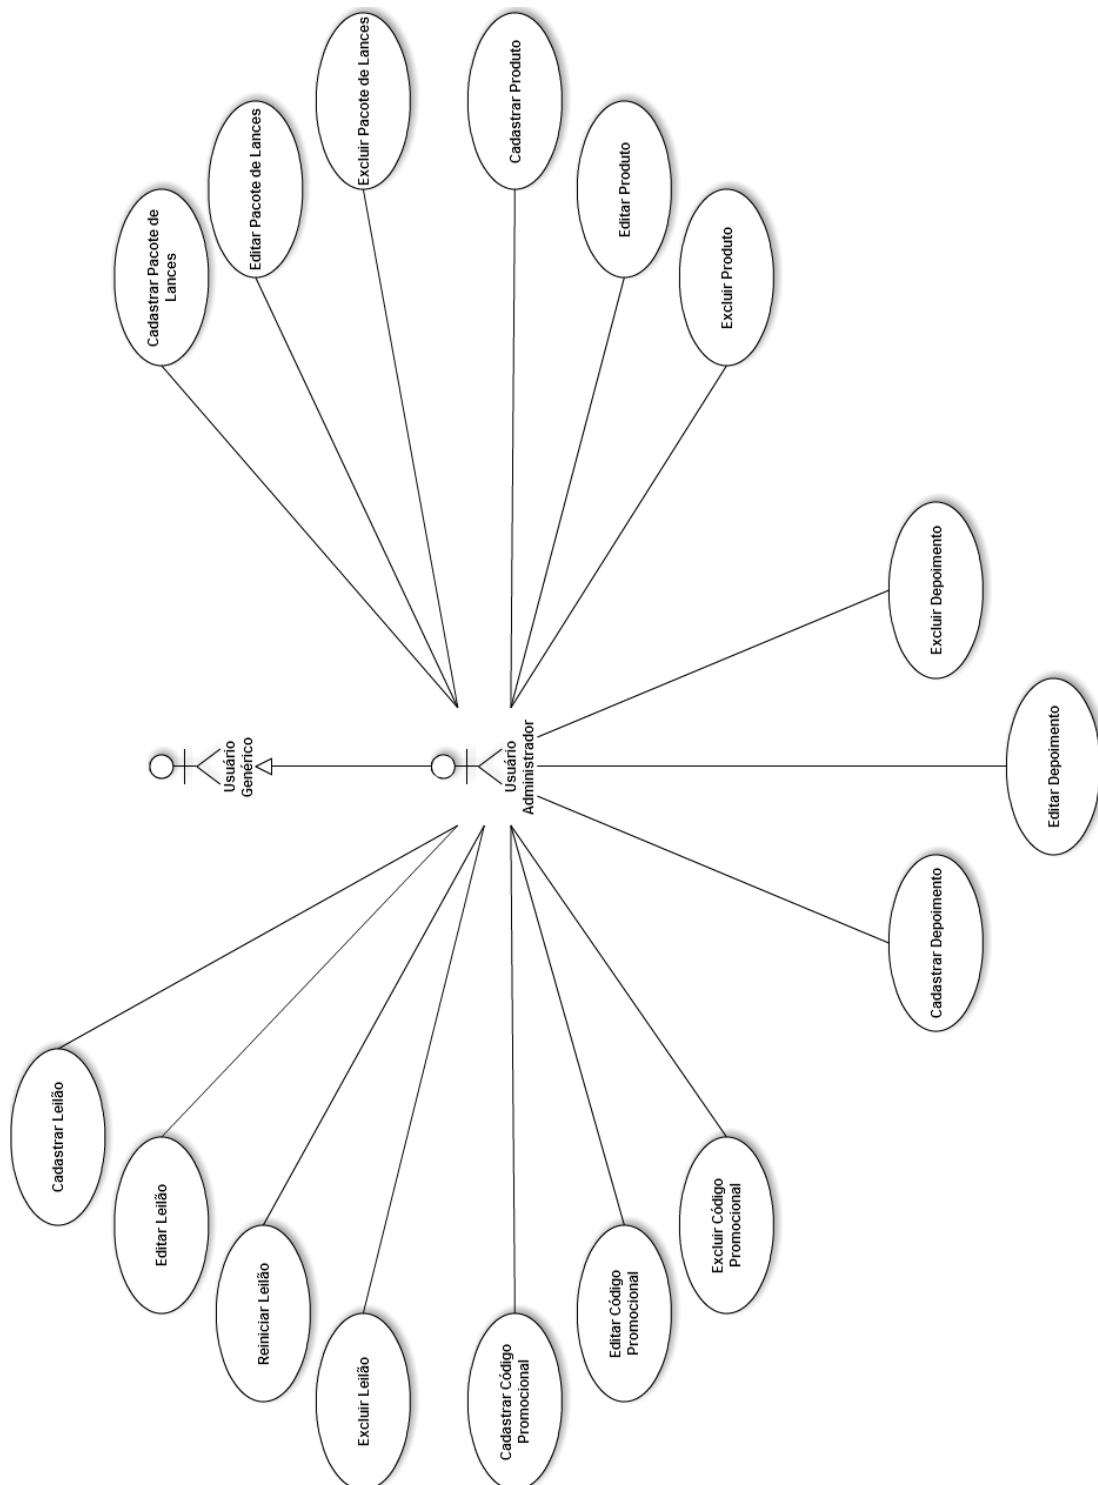 Cadastrar Leilão
Editar Leilão
Cadastrar Pacote de
Lances
Usuário
Genérico
Reiniciar Leilão
Editar Pacote de Lances
Excluir Leilão
Excluir Pacote de Lances
Cadastrar Código
Promocional
Usuário
Administrador
Cadastrar Produto
Editar Código
Promocional
Editar Produto
Excluir Código
Promocional
Excluir Produto
Cadastrar Depoimento
Excluir Depoimento
Editar Depoimento